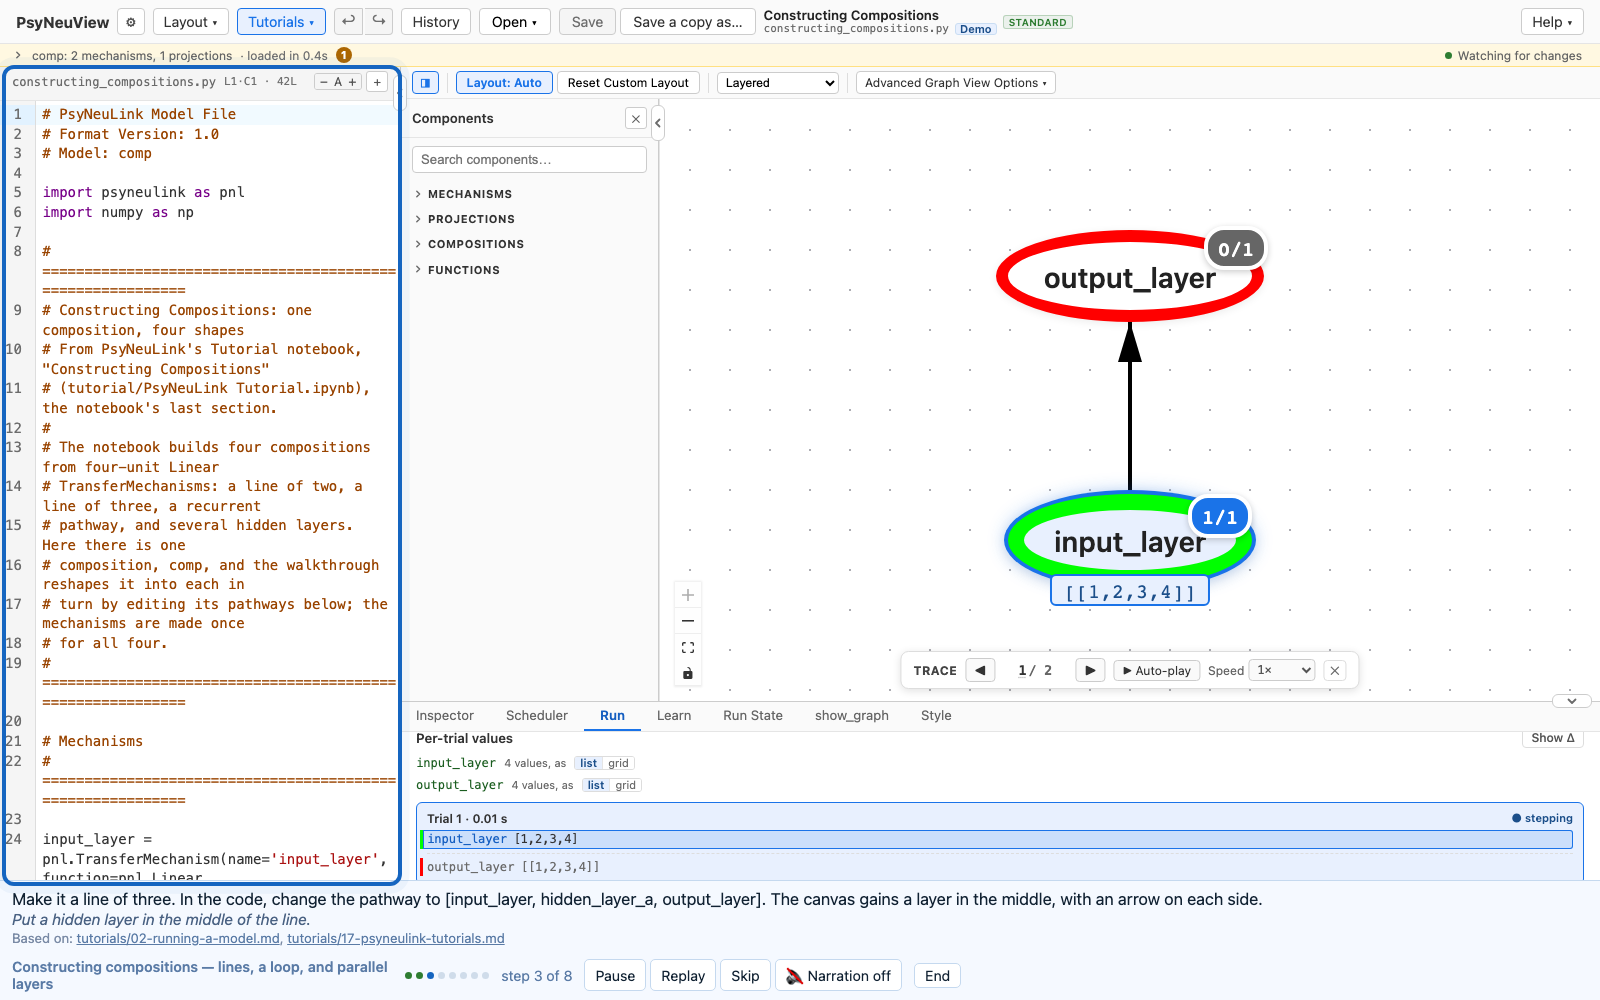 PsyNeuView
Layout ▾
Tutorials ▾
History
Open ▾
Save
Save a copy as...
Constructing Compositions
constructing_compositions.py
Demo
STANDARD
Help ▾
comp: 2 mechanisms, 1 projections · loaded in 0.4s
1
Watching for changes
constructing_compositions.py L1:C1 · 42L
− A +
+
Layout: Auto
Reset Custom Layout
Layered
Advanced Graph View Options ▾
1 # PsyNeuLink Model File
2 # Format Version: 1.0
3 # Model: comp
4
5 import psyneulink as pnl
6 import numpy as np
7
8 #
==========================================
=================
9 # Constructing Compositions: one
composition, four shapes
10 # From PsyNeuLink's Tutorial notebook,
"Constructing Compositions"
11 # (tutorial/PsyNeuLink Tutorial.ipynb),
the notebook's last section.
12 #
13 # The notebook builds four compositions
from four-unit Linear
14 # TransferMechanisms: a line of two, a
line of three, a recurrent
15 # pathway, and several hidden layers.
Here there is one
16 # composition, comp, and the walkthrough
reshapes it into each in
17 # turn by editing its pathways below; the
mechanisms are made once
18 # for all four.
19 #
==========================================
=================
20
21 # Mechanisms
22 #
==========================================
=================
23
24 input_layer =
pnl.TransferMechanism(name='input_layer',
function=pnl.Linear
Components
Search components...
MECHANISMS
PROJECTIONS
COMPOSITIONS
FUNCTIONS
0/1
output_layer
1/1
input_layer
[[1,2,3,4]]
TRACE
1 / 2
Auto-play
Speed
1×
Inspector
Scheduler
Run
Learn
Run State
show_graph
Style
Per-trial values
Show Δ
input_layer 4 values, as list grid
output_layer 4 values, as list grid
Trial 1 · 0.01 s
stepping
input_layer [1,2,3,4]
output_layer [[1,2,3,4]]
Make it a line of three. In the code, change the pathway to [input_layer, hidden_layer_a, output_layer]. The canvas gains a layer in the middle, with an arrow on each side.
Put a hidden layer in the middle of the line.
Based on: tutorials/02-running-a-model.md, tutorials/17-psyneulink-tutorials.md
Constructing compositions — lines, a loop, and parallel
layers
step 3 of 8
Pause
Replay
Skip
Narration off
End